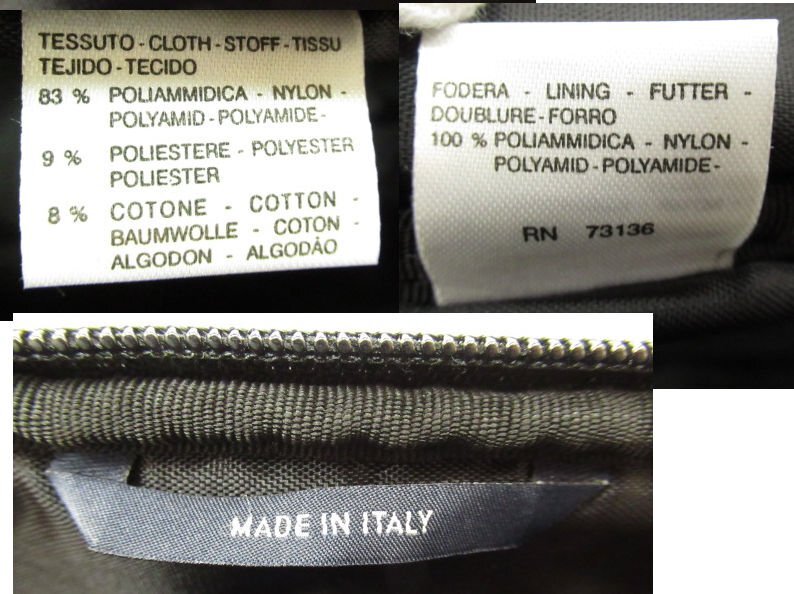 TESSUTO - CLOTH - STOFF - TISSU
TEJIDO - TECIDO
83 % POLIAMMIDICA - NYLON -
POLYAMID - POLYAMIDE -
9 % POLIESTERE - POLYESTER
POLIESTER
8 % COTONE - COTTON -
BAUMWOLLE - COTON -
ALGODON - ALGODÃO
FODERA - LINING - FUTTER -
DOUBLURE - FORRO
100 % POLIAMMIDICA - NYLON -
POLYAMID - POLYAMIDE -
RN 73136
MADE IN ITALY